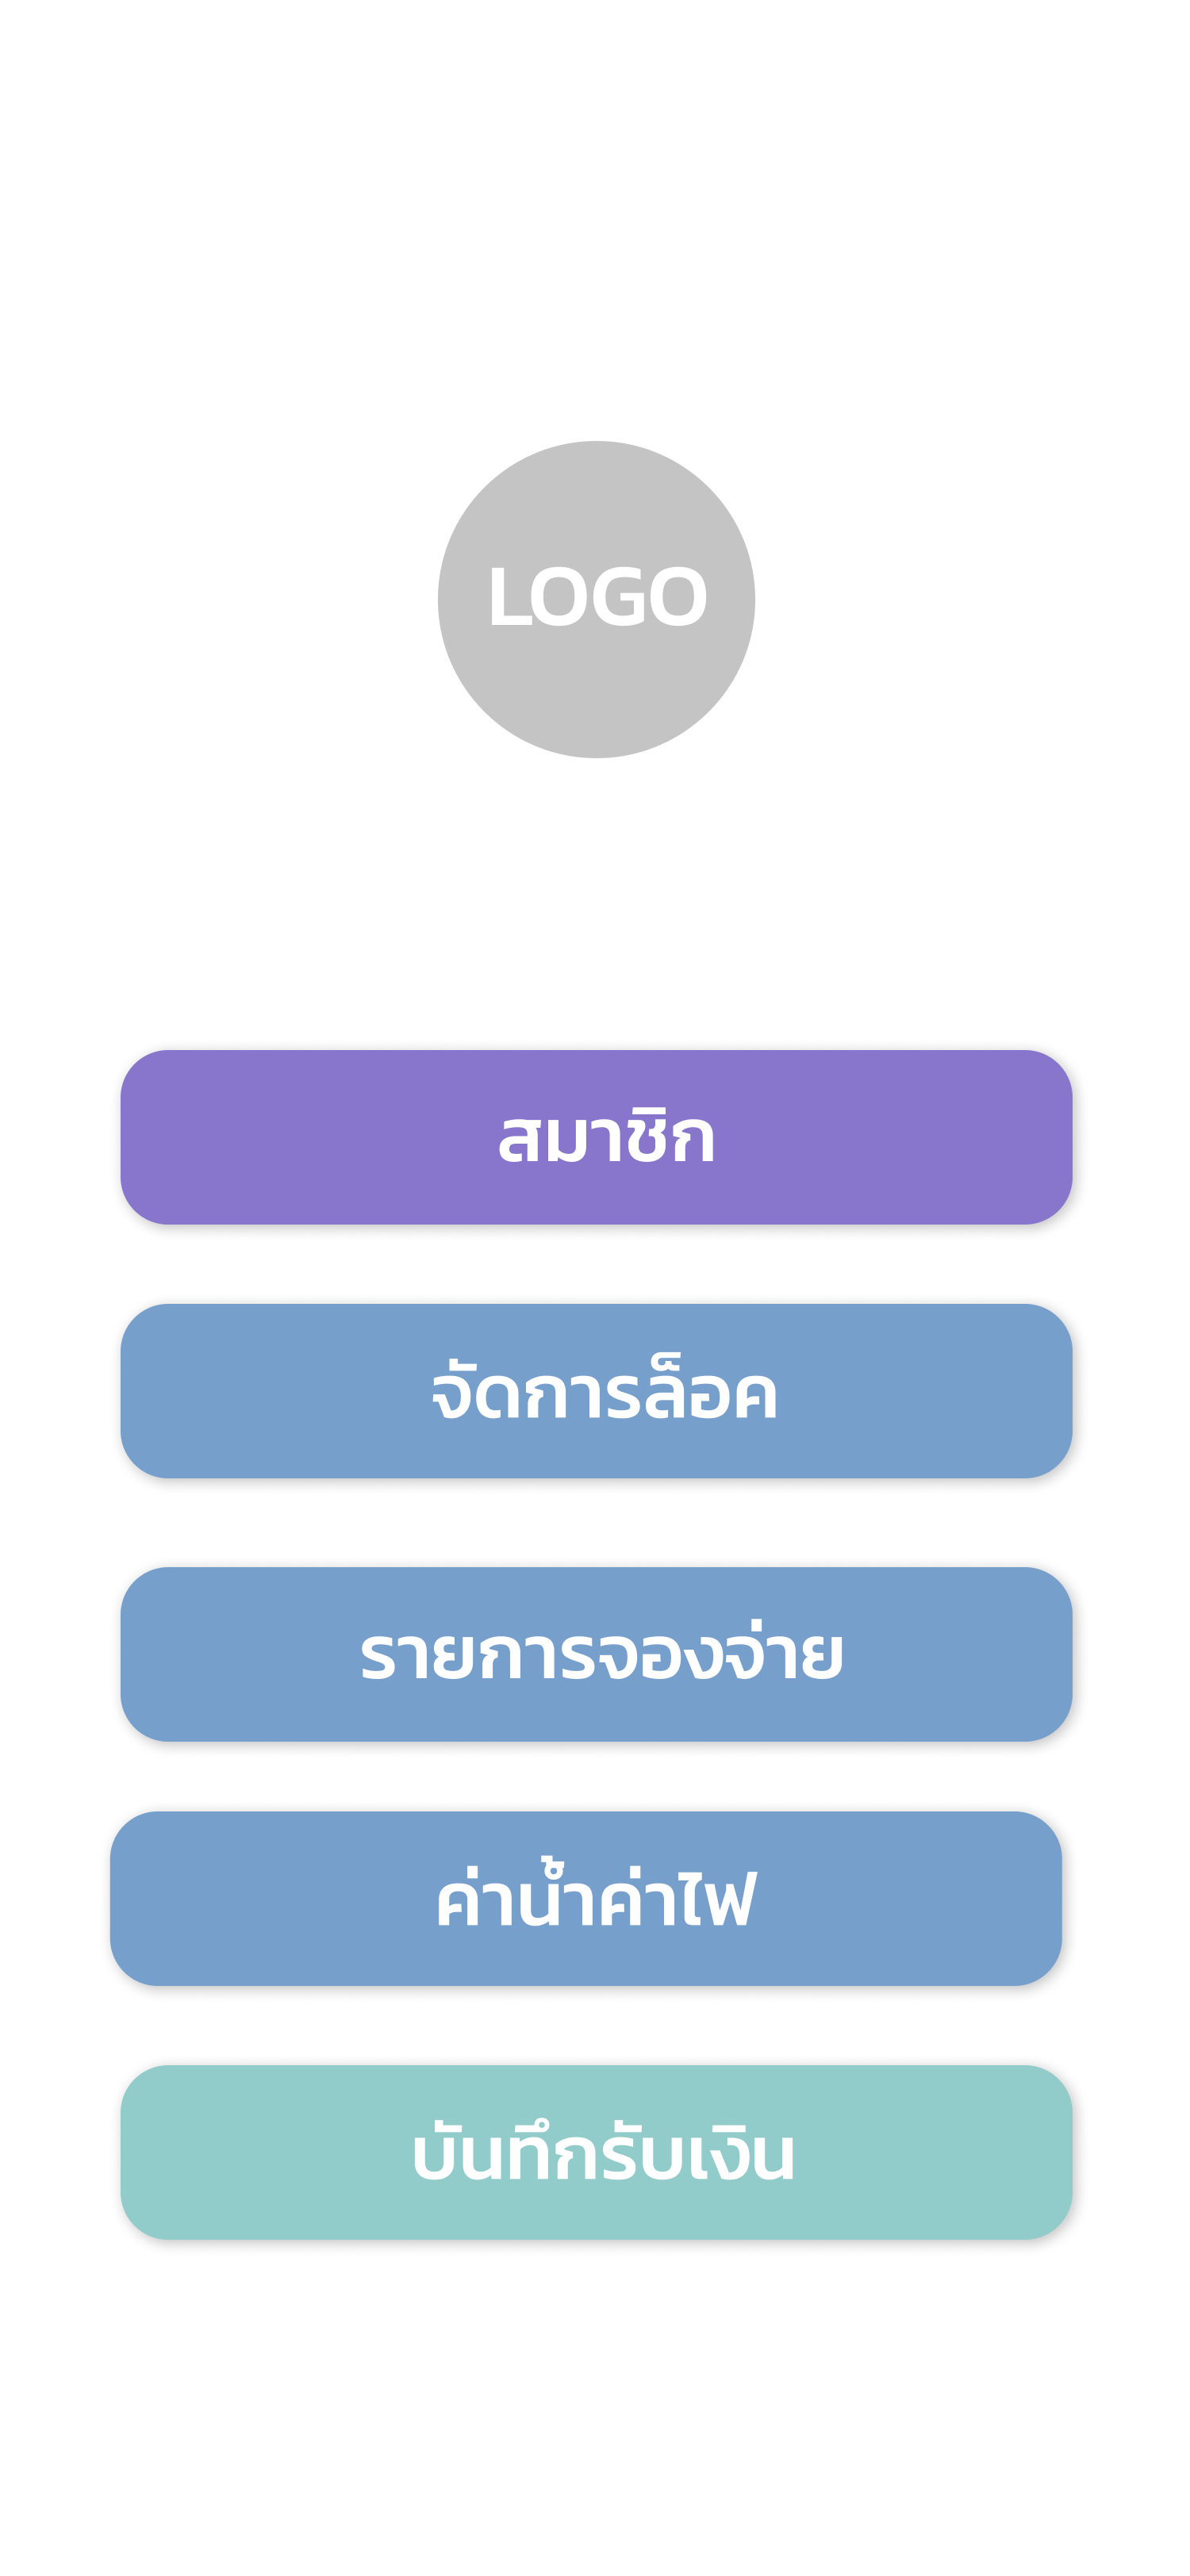 LOGO
สมาชิก
จัดการล็อค
รายการจองจ่าย
ค่าน้ำค่าไฟ
บันทึกรับเงิน